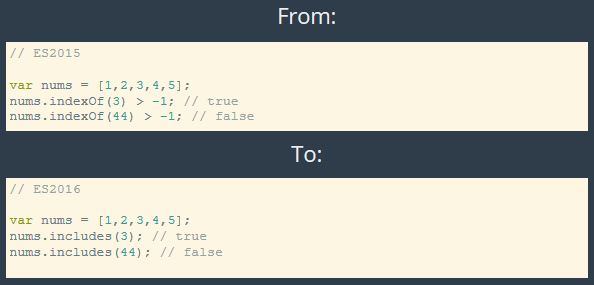 From:
// ES2015
var nums = [1,2,3,4,5];
nums.indexOf(3) > -1; // true
nums.indexOf(44) > -1; // false
To:
// ES2016
var nums = [1,2,3,4,5];
nums.includes(3); // true
nums.includes(44); // false